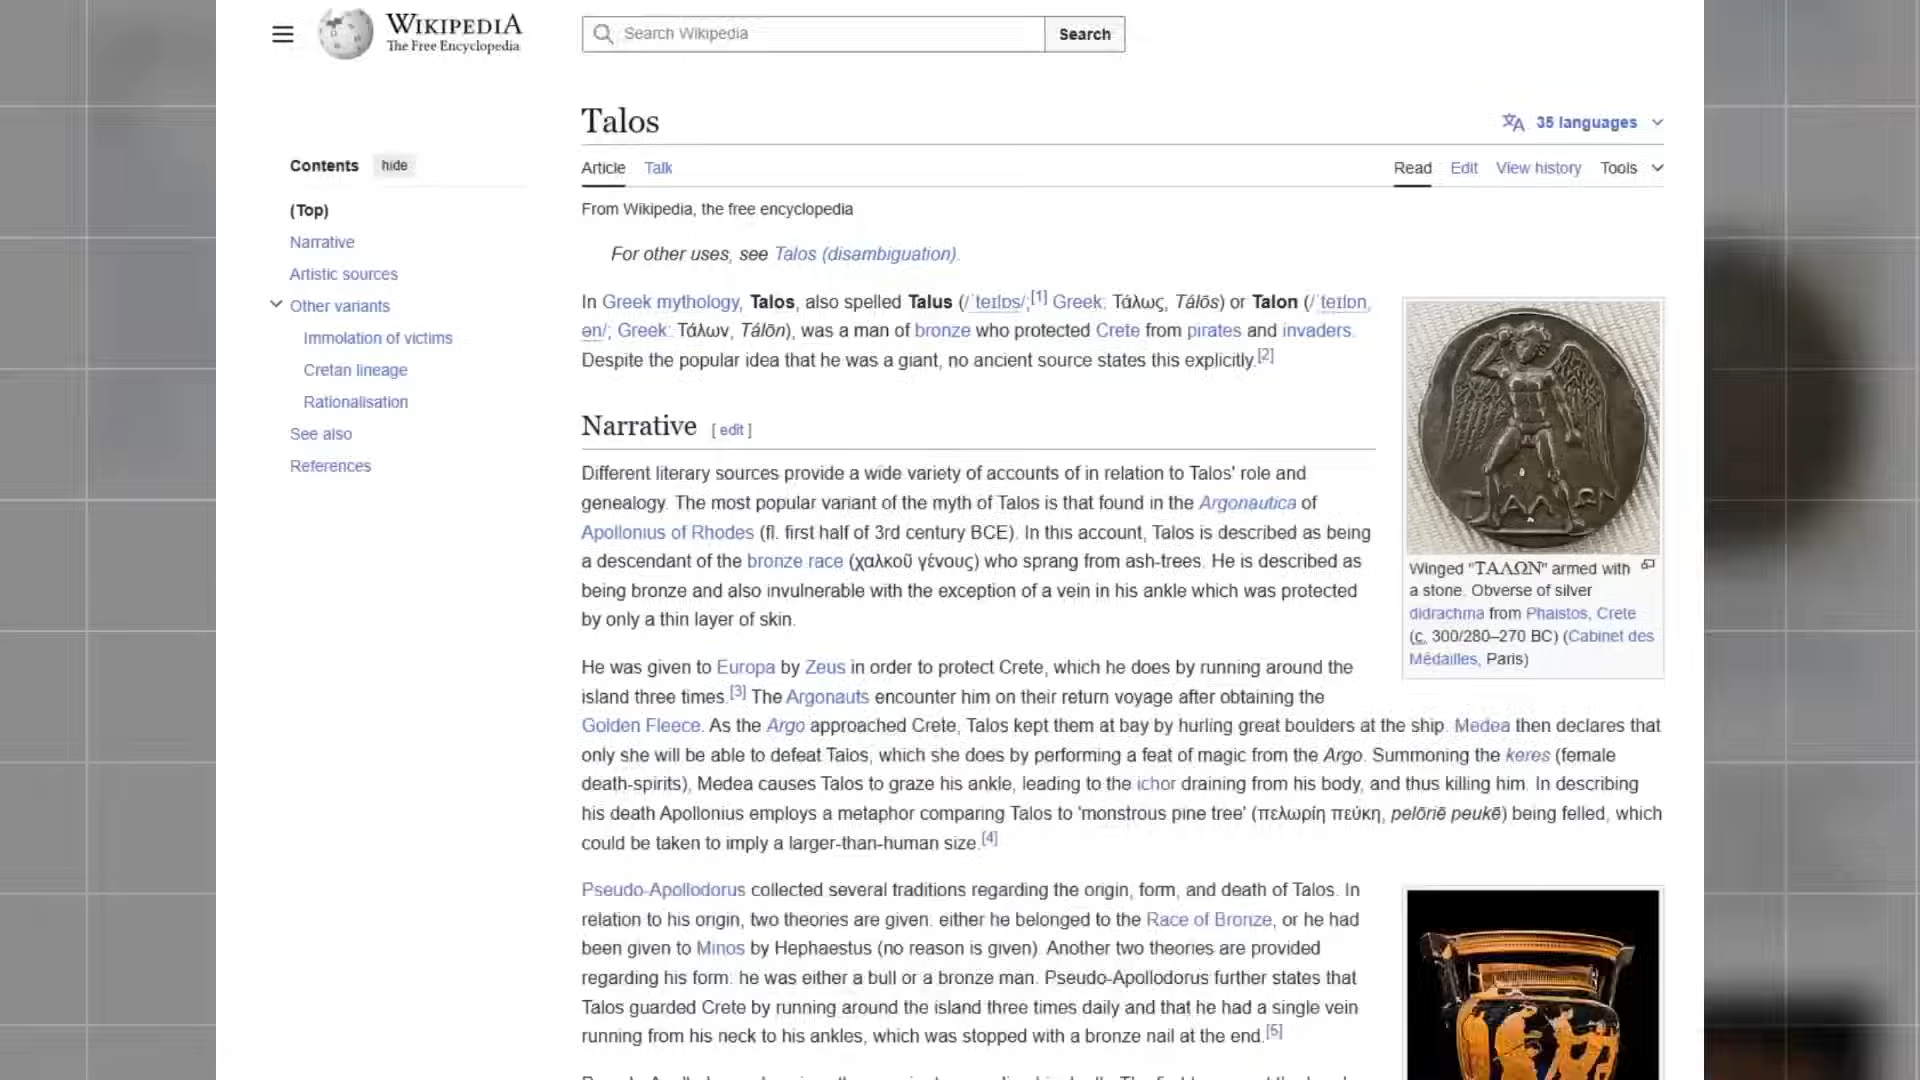 WIKIPEDIA
The Free Encyclopedia
Search Wikipedia
Search
Talos
35 languages
Contents hide
Article Talk
Read Edit View history Tools
(Top)
Narrative
Artistic sources
Other variants
Immolation of victims
Cretan lineage
Rationalisation
See also
References
From Wikipedia, the free encyclopedia
For other uses, see Talos (disambiguation).
In Greek mythology, Talos, also spelled Talus (/ˈteɪlɒs/;[1] Greek: Τάλως, Tálōs) or Talon (/ˈteɪlɒn,
ən/; Greek: Τάλων, Tálōn), was a man of bronze who protected Crete from pirates and invaders.
Despite the popular idea that he was a giant, no ancient source states this explicitly.[2]
Narrative [ edit ]
Different literary sources provide a wide variety of accounts of in relation to Talos' role and
genealogy. The most popular variant of the myth of Talos is that found in the Argonautica of
Apollonius of Rhodes (fl. first half of 3rd century BCE). In this account, Talos is described as being
a descendant of the bronze race (χαλκοῦ γένους) who sprang from ash-trees. He is described as
being bronze and also invulnerable with the exception of a vein in his ankle which was protected
by only a thin layer of skin.
He was given to Europa by Zeus in order to protect Crete, which he does by running around the
island three times.[3] The Argonauts encounter him on their return voyage after obtaining the
Golden Fleece. As the Argo approached Crete, Talos kept them at bay by hurling great boulders at the ship. Medea then declares that
only she will be able to defeat Talos, which she does by performing a feat of magic from the Argo. Summoning the keres (female
death-spirits), Medea causes Talos to graze his ankle, leading to the ichor draining from his body, and thus killing him. In describing
his death Apollonius employs a metaphor comparing Talos to 'monstrous pine tree' (πελωρίη πεύκη, pelōriē peukē) being felled, which
could be taken to imply a larger-than-human size.[4]
Pseudo-Apollodorus collected several traditions regarding the origin, form, and death of Talos. In
relation to his origin, two theories are given: either he belonged to the Race of Bronze, or he had
been given to Minos by Hephaestus (no reason is given). Another two theories are provided
regarding his form: he was either a bull or a bronze man. Pseudo-Apollodorus further states that
Talos guarded Crete by running around the island three times daily and that he had a single vein
running from his neck to his ankles, which was stopped with a bronze nail at the end.[5]
ΤΑΛΩΝ
Winged "ΤΑΛΩΝ" armed with
a stone. Obverse of silver
didrachma from Phaistos, Crete
(c. 300/280–270 BC) (Cabinet des
Médailles, Paris)